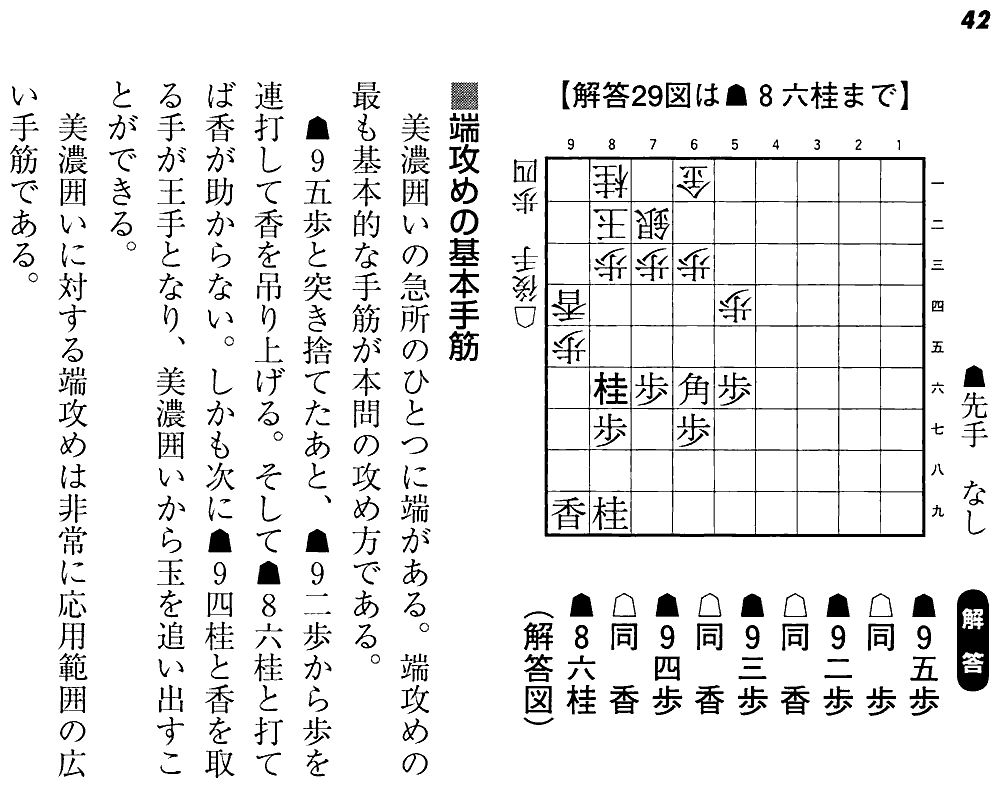 42
【解答29図は☗８六桂まで】
9 8 7 6 5 4 3 2 1
桂 金 一
王 銀 二
歩 歩 歩 三
香 歩 四
歩 五
桂 歩 角 歩 六
歩 歩 七
八
香 桂 九
☗先手 なし
☖後手 歩四
解答
☗９五歩
☖同 歩
☗９二歩
☖同 香
☗９三歩
☖同 香
☗９四歩
☖同 香
☗８六桂
（解答図）
■端攻めの基本手筋
美濃囲いの急所のひとつに端がある。端攻めの
最も基本的な手筋が本問の攻め方である。
☗９五歩と突き捨てたあと、☗９二歩から歩を
連打して香を吊り上げる。そして☗８六桂と打て
ば香が助からない。しかも次に☗９四桂と香を取
る手が王手となり、美濃囲いから玉を追い出すこ
とができる。
美濃囲いに対する端攻めは非常に応用範囲の広
い手筋である。